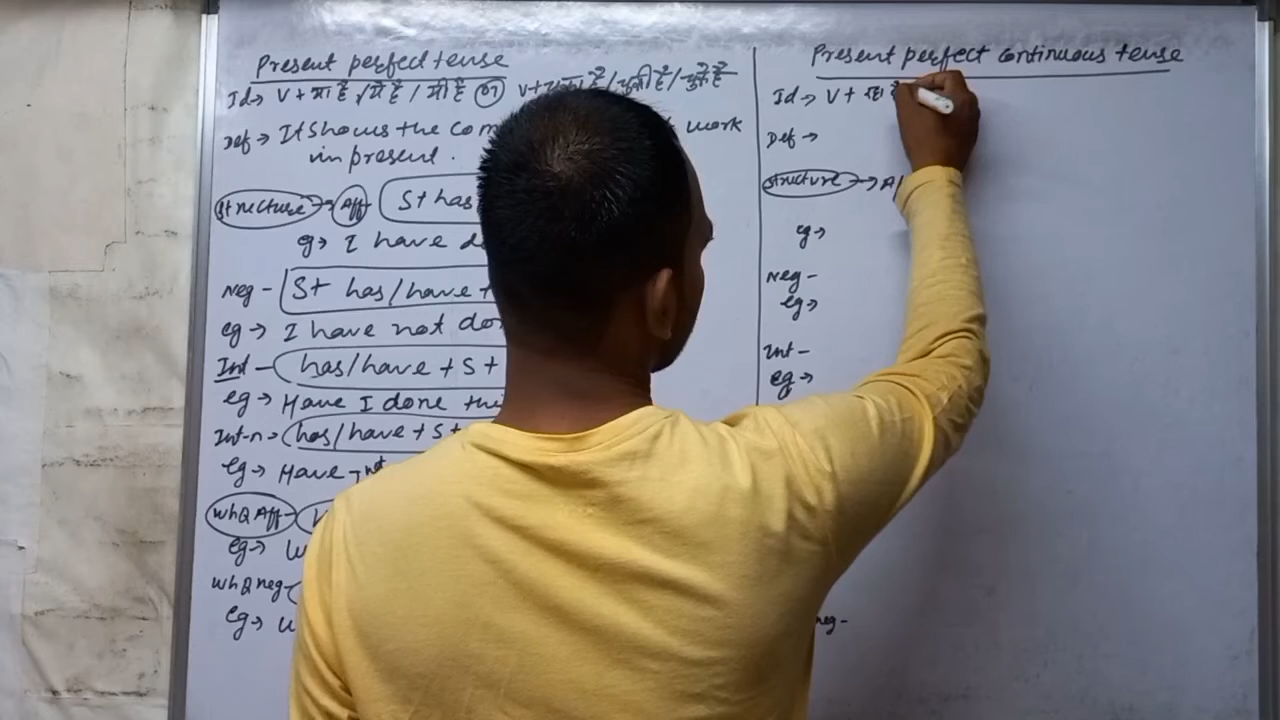 Present perfect tense
Id → V + या है / ये है / यी है OR V+ चुका है / चुकी है / चुके है
Def → It shows the com work
in present.
structure → Aff S+ has
eg → I have do
Neg - S+ has/have +
eg → I have not don
Int - has/have + S +
eg → Have I done thi
Int-n → has/have + S +
eg → Have not
WhQ Aff -
eg → W
WhQ neg -
eg → W
Present perfect continuous tense
Id → V + रहा
Def →
structure → A
eg →
Neg -
eg →
Int -
eg →
neg -